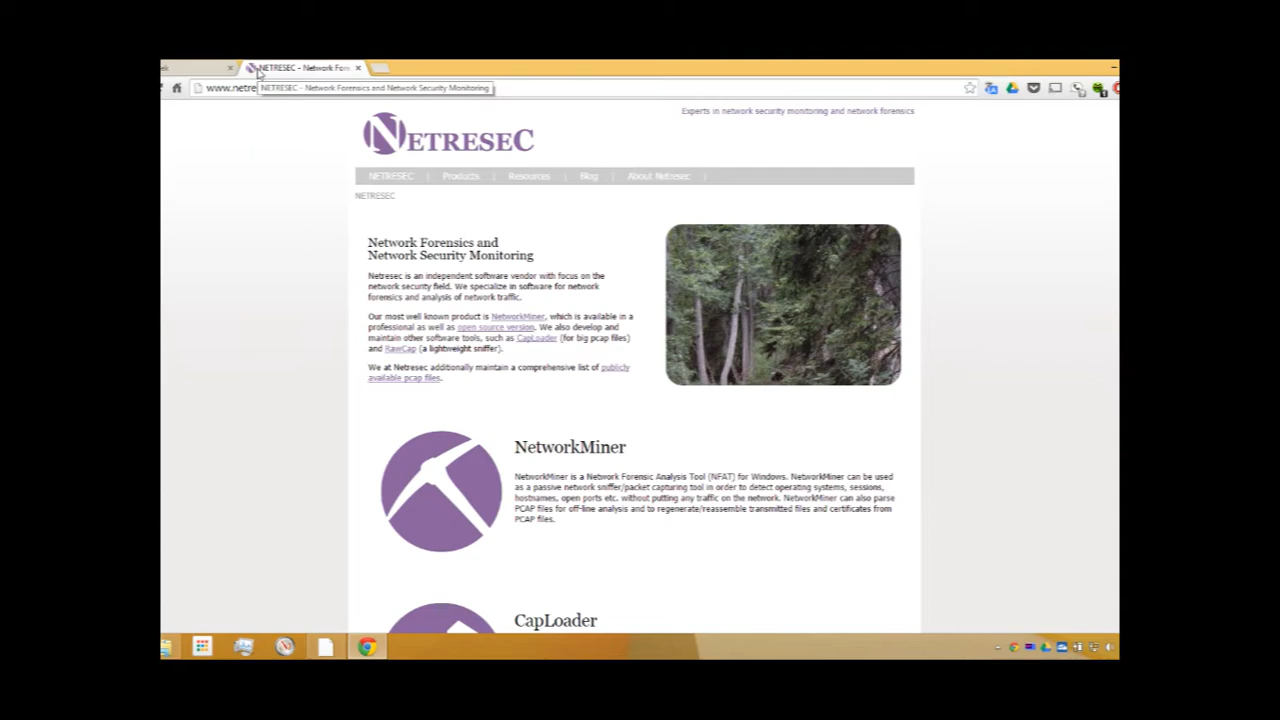 NETRESEC - Network Fore
www.netre
NETRESEC - Network Forensics and Network Security Monitoring
Experts in network security monitoring and network forensics
NETRESEC
NETRESEC | Products | Resources | Blog | About Netresec |
NETRESEC
Network Forensics and
Network Security Monitoring
Netresec is an independent software vendor with focus on the
network security field. We specialize in software for network
forensics and analysis of network traffic.
Our most well known product is NetworkMiner, which is available in a
professional as well as open source version. We also develop and
maintain other software tools, such as CapLoader (for big pcap files)
and RawCap (a lightweight sniffer).
We at Netresec additionally maintain a comprehensive list of publicly
available pcap files.
NetworkMiner
NetworkMiner is a Network Forensic Analysis Tool (NFAT) for Windows. NetworkMiner can be used
as a passive network sniffer/packet capturing tool in order to detect operating systems, sessions,
hostnames, open ports etc. without putting any traffic on the network. NetworkMiner can also parse
PCAP files for off-line analysis and to regenerate/reassemble transmitted files and certificates from
PCAP files.
CapLoader